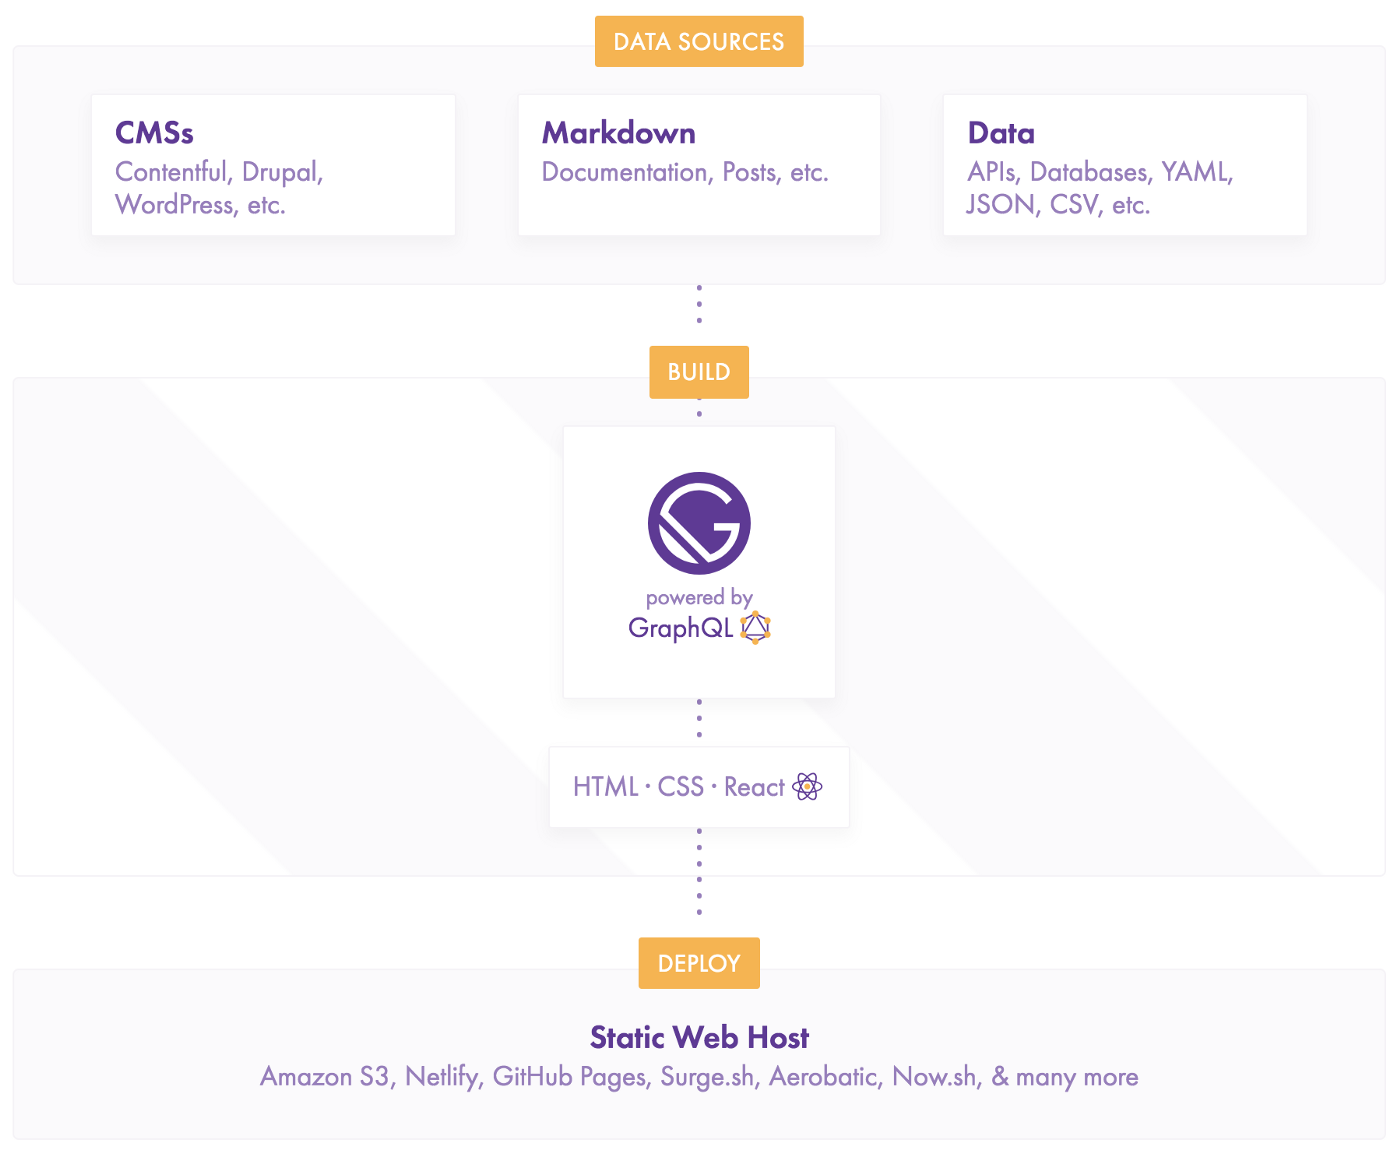 DATA SOURCES
CMSs
Contentful, Drupal,
WordPress, etc.
Markdown
Documentation, Posts, etc.
Data
APIs, Databases, YAML,
JSON, CSV, etc.
BUILD
powered by
GraphQL
HTML · CSS · React
DEPLOY
Static Web Host
Amazon S3, Netlify, GitHub Pages, Surge.sh, Aerobatic, Now.sh, & many more